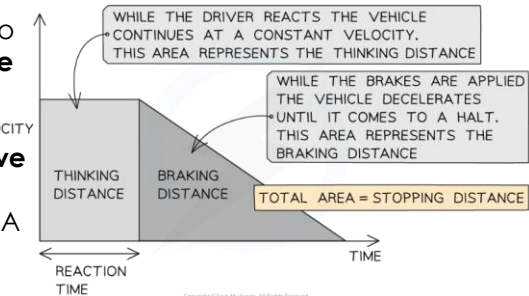 WHILE THE DRIVER REACTS THE VEHICLE
CONTINUES AT A CONSTANT VELOCITY.
THIS AREA REPRESENTS THE THINKING DISTANCE
WHILE THE BRAKES ARE APPLIED
THE VEHICLE DECELERATES
UNTIL IT COMES TO A HALT.
THIS AREA REPRESENTS THE
BRAKING DISTANCE
THINKING
DISTANCE
BRAKING
DISTANCE
TOTAL AREA = STOPPING DISTANCE
TIME
REACTION
TIME